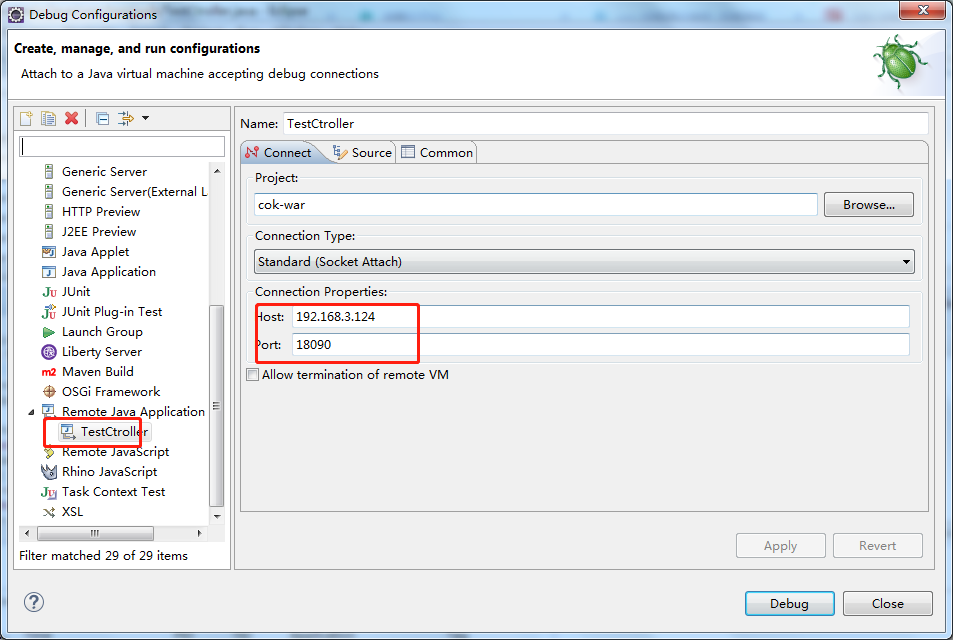 Debug Configurations
Create, manage, and run configurations
Attach to a Java virtual machine accepting debug connections
Generic Server
Generic Server(External L
HTTP Preview
J2EE Preview
Java Applet
Java Application
JUnit
JUnit Plug-in Test
Launch Group
Liberty Server
Maven Build
OSGi Framework
Remote Java Application
TestCtroller
Remote JavaScript
Rhino JavaScript
Task Context Test
XSL
Filter matched 29 of 29 items
Name: TestCtroller
Connect Source Common
Project:
cok-war Browse...
Connection Type:
Standard (Socket Attach)
Connection Properties:
Host: 192.168.3.124
Port: 18090
Allow termination of remote VM
Apply Revert
Debug Close